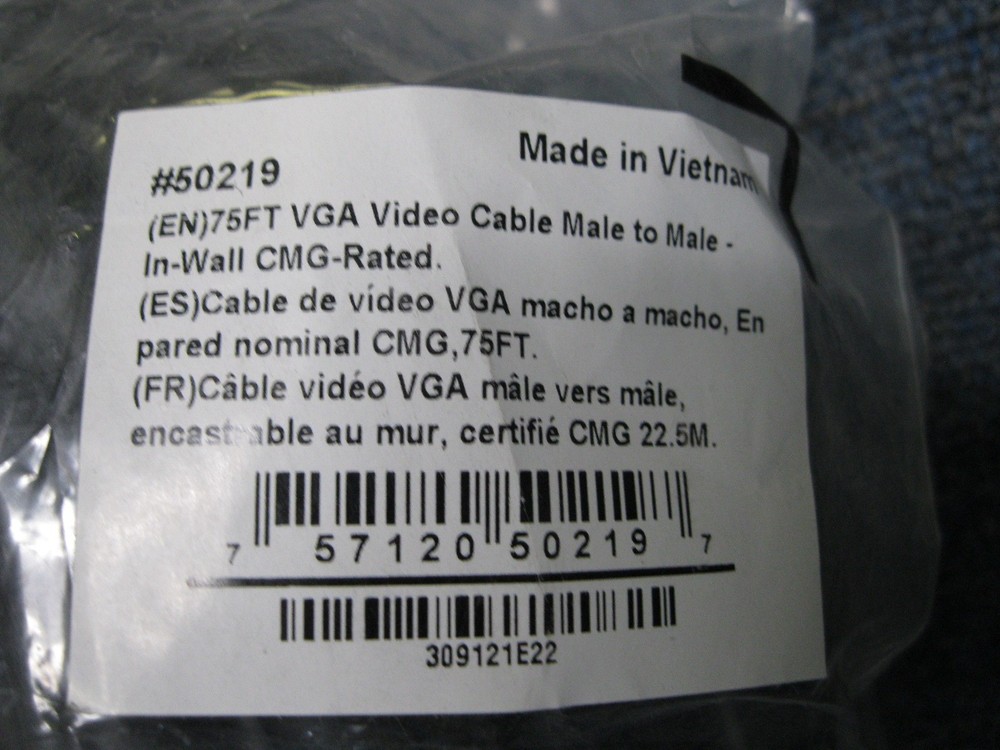 Made in Vietnam
#50219
(EN)75FT VGA Video Cable Male to Male -
In-Wall CMG-Rated.
(ES)Cable de vídeo VGA macho a macho, En
pared nominal CMG,75FT.
(FR)Câble vidéo VGA mâle vers mâle,
encastrable au mur, certifié CMG 22.5M.
7 57120 50219 7
309121E22